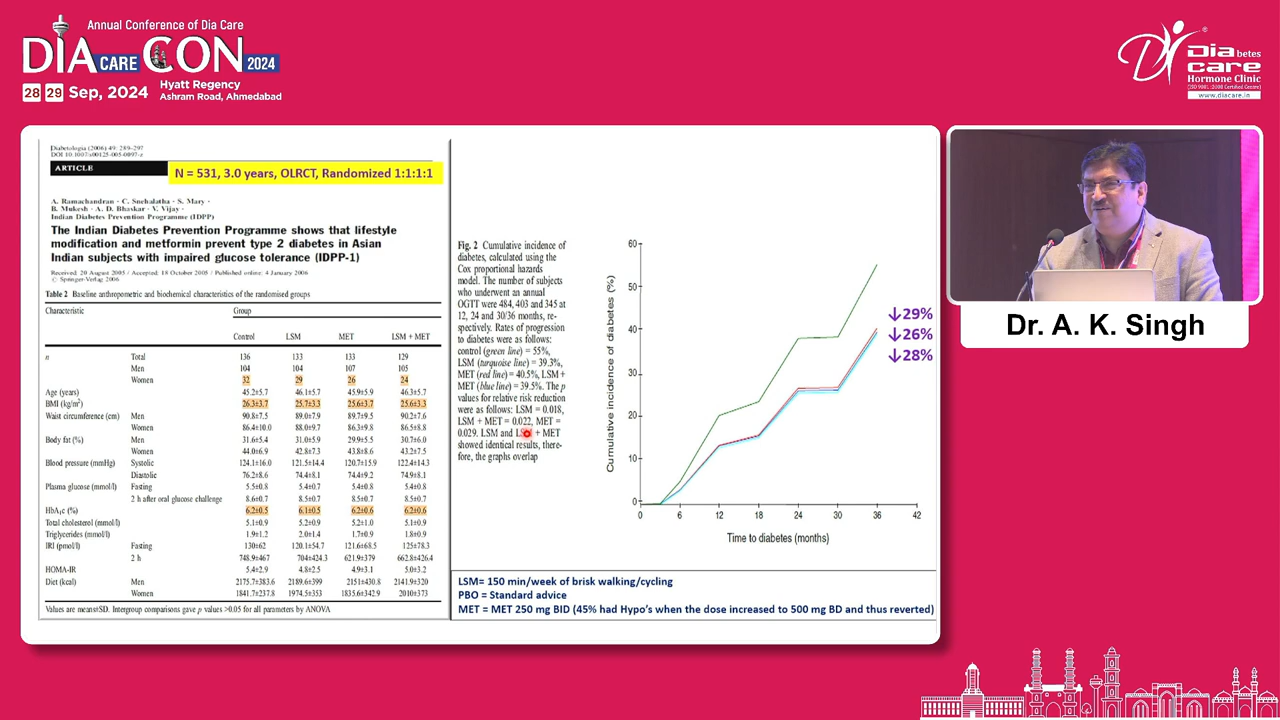 Annual Conference of Dia Care
DIA CARE CON 2024
28 29 Sep, 2024
Hyatt Regency
Ashram Road, Ahmedabad
Diabetes
care
Hormone Clinic
(ISO 9001:2008 Certified Centre)
www.diacare.in
Diabetologia (2006) 49: 289–297
DOI 10.1007/s00125-005-0097-z
ARTICLE
N = 531, 3.0 years, OLRCT, Randomized 1:1:1:1
A. Ramachandran · C. Snehalatha · S. Mary ·
B. Mukesh · A. D. Bhaskar · V. Vijay ·
Indian Diabetes Prevention Programme (IDPP)
The Indian Diabetes Prevention Programme shows that lifestyle
modification and metformin prevent type 2 diabetes in Asian
Indian subjects with impaired glucose tolerance (IDPP-1)
Received: 20 August 2005 / Accepted: 18 October 2005 / Published online: 4 January 2006
© Springer-Verlag 2006
Table 2 Baseline anthropometric and biochemical characteristics of the randomised groups
Characteristic Group
Control LSM MET LSM + MET
n Total 136 133 133 129
Men 104 104 107 105
Women 32 29 26 24
Age (years) 45.2±5.7 46.1±5.7 45.9±5.9 46.3±5.7
BMI (kg/m²) 26.3±3.7 25.7±3.3 25.6±3.7 25.6±3.3
Waist circumference (cm) Men 90.8±7.5 89.0±7.9 89.7±9.5 90.2±7.6
Women 86.4±10.0 88.0±9.7 86.3±9.8 86.5±8.8
Body fat (%) Men 31.6±5.4 31.0±5.9 29.9±5.5 30.7±6.0
Women 44.0±6.9 42.8±7.3 43.8±8.6 43.2±7.5
Blood pressure (mmHg) Systolic 124.1±16.0 121.5±14.4 120.7±15.9 122.4±14.3
Diastolic 76.2±8.6 74.4±8.1 74.4±9.2 74.9±8.1
Plasma glucose (mmol/l) Fasting 5.5±0.8 5.4±0.7 5.4±0.8 5.4±0.8
2 h after oral glucose challenge 8.6±0.7 8.5±0.7 8.5±0.7 8.5±0.7
HbA1c (%) 6.2±0.5 6.1±0.5 6.2±0.6 6.2±0.6
Total cholesterol (mmol/l) 5.1±0.9 5.2±0.9 5.2±1.0 5.1±0.9
Triglycerides (mmol/l) 1.9±1.2 2.0±1.4 1.7±0.9 1.8±0.9
IRI (pmol/l) Fasting 130±62 120.1±54.7 121.6±68.5 125±78.3
2 h 748.9±467 704±424.3 621.9±379 662.8±426.4
HOMA-IR 5.4±2.9 4.8±2.5 4.9±3.1 5.0±3.2
Diet (kcal) Men 2175.7±383.6 2189.6±399 2151±430.8 2141.9±320
Women 1841.7±237.8 1974.5±353 1835.6±342.9 2010±373
Values are means±SD. Intergroup comparisons gave p values >0.05 for all parameters by ANOVA
Fig. 2 Cumulative incidence of
diabetes, calculated using the
Cox proportional hazards
model. The number of subjects
who underwent an annual
OGTT were 484, 403 and 345 at
12, 24 and 30/36 months, re-
spectively. Rates of progression
to diabetes were as follows:
control (green line) = 55%,
LSM (turquoise line) = 39.3%,
MET (red line) = 40.5%, LSM +
MET (blue line) = 39.5%. The p
values for relative risk reduction
were as follows: LSM = 0.018,
LSM + MET = 0.022, MET =
0.029. LSM and + MET
showed identical results, there-
fore, the graphs overlap
Cumulative incidence of diabetes (%)
60
50
40
30
20
10
0
0 6 12 18 24 30 36 42
Time to diabetes (months)
↓29%
↓26%
↓28%
LSM= 150 min/week of brisk walking/cycling
PBO = Standard advice
MET = MET 250 mg BID (45% had Hypo's when the dose increased to 500 mg BD and thus reverted)
Dr. A. K. Singh